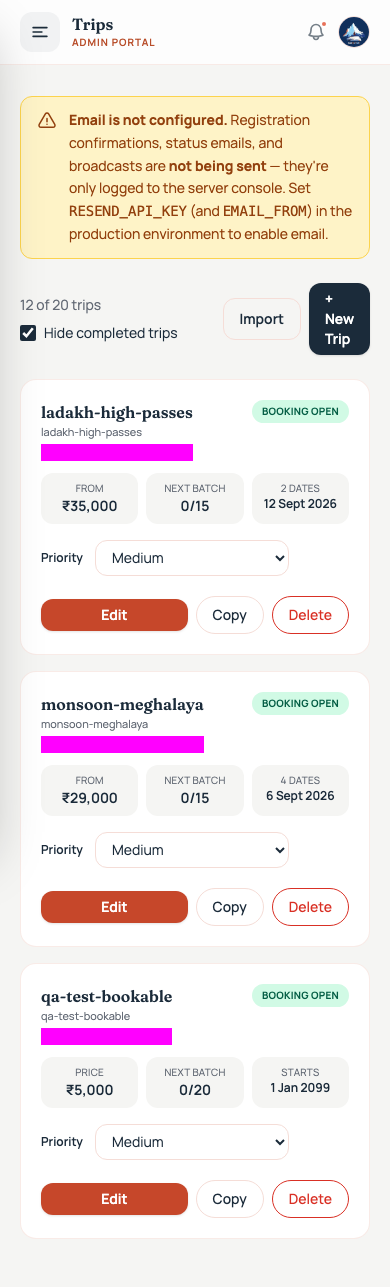 Trips
ADMIN PORTAL
Email is not configured. Registration
confirmations, status emails, and
broadcasts are not being sent — they're
only logged to the server console. Set
RESEND_API_KEY (and EMAIL_FROM) in the
production environment to enable email.
12 of 20 trips
Hide completed trips
Import
+
New
Trip
ladakh-high-passes
BOOKING OPEN
ladakh-high-passes
FROM
₹35,000
NEXT BATCH
0/15
2 DATES
12 Sept 2026
Priority
Medium
Edit
Copy
Delete
monsoon-meghalaya
BOOKING OPEN
monsoon-meghalaya
FROM
₹29,000
NEXT BATCH
0/15
4 DATES
6 Sept 2026
Priority
Medium
Edit
Copy
Delete
qa-test-bookable
BOOKING OPEN
qa-test-bookable
PRICE
₹5,000
NEXT BATCH
0/20
STARTS
1 Jan 2099
Priority
Medium
Edit
Copy
Delete